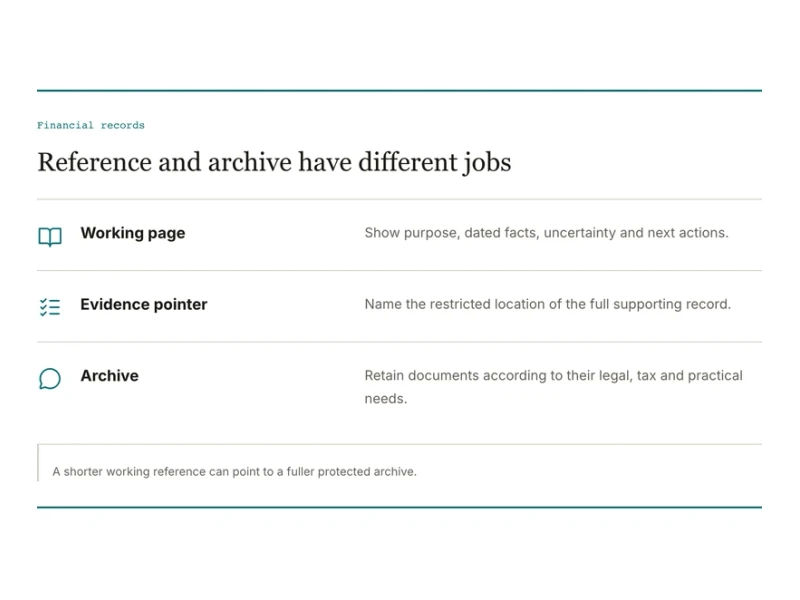 Financial records
Reference and archive have different jobs
Working page
Show purpose, dated facts, uncertainty and next actions.
Evidence pointer
Name the restricted location of the full supporting record.
Archive
Retain documents according to their legal, tax and practical
needs.
A shorter working reference can point to a fuller protected archive.